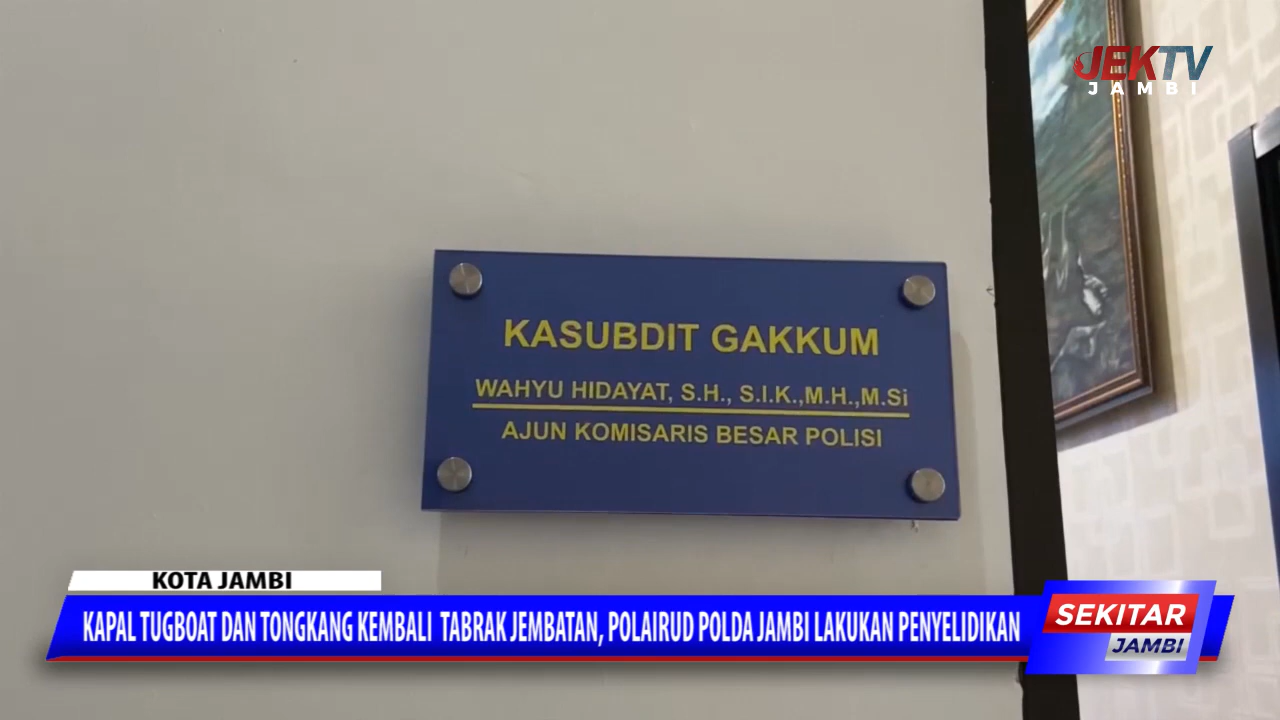 JEKTV
JAMBI
KASUBDIT GAKKUM
WAHYU HIDAYAT, S.H., S.I.K.,M.H.,M.Si
AJUN KOMISARIS BESAR POLISI
KOTA JAMBI
KAPAL TUGBOAT DAN TONGKANG KEMBALI TABRAK JEMBATAN, POLAIRUD POLDA JAMBI LAKUKAN PENYELIDIKAN
SEKITAR
JAMBI